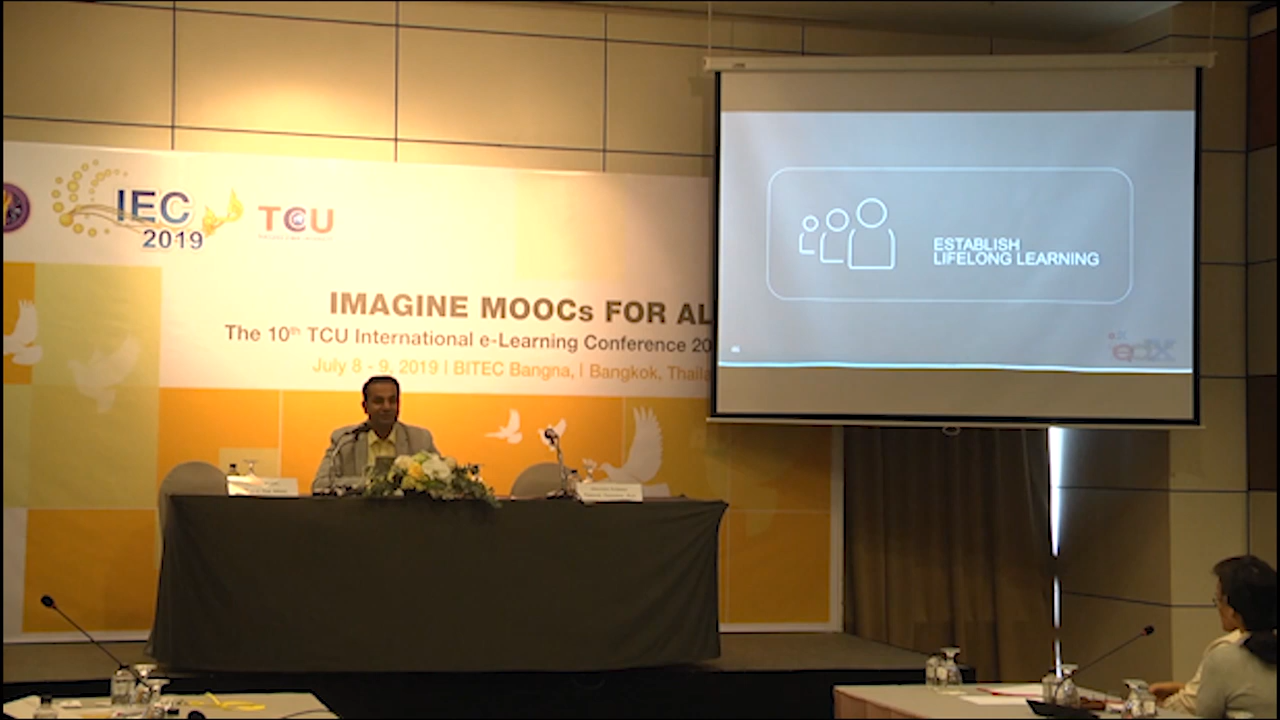 IEC
2019
TCU
IMAGINE MOOCs FOR AL
The 10th TCU International e-Learning Conference 20
July 8 - 9, 2019 | BITEC Bangna, | Bangkok, Thaila
ESTABLISH
LIFELONG LEARNING
edX